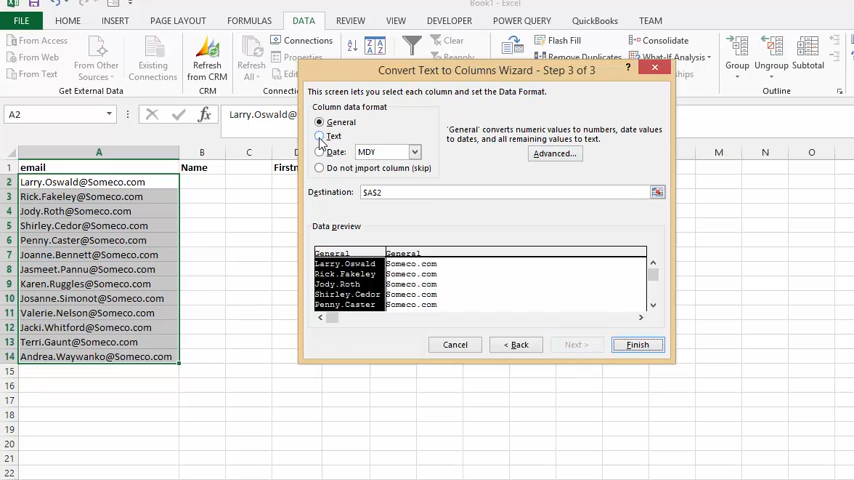 Book1 - Excel
FILE HOME INSERT PAGE LAYOUT FORMULAS DATA REVIEW VIEW DEVELOPER POWER QUERY QuickBooks TEAM
From Access
From Web
From Text
From Other Sources
Existing Connections
Get External Data
Refresh from CRM
Refresh All
Connections
Clear
Flash Fill
Remove Duplicates
Consolidate
What-If Analysis
Group
Ungroup
Subtotal
Outline
A2
Larry.Oswald@
Convert Text to Columns Wizard - Step 3 of 3
? 
This screen lets you select each column and set the Data Format.
Column data format
General
Text
Date: MDY
Do not import column (skip)
'General' converts numeric values to numbers, date values
to dates, and all remaining values to text.
Advanced...
Destination: $A$2
Data preview
General General
Larry.Oswald Someco.com
Rick.Fakeley Someco.com
Jody.Roth Someco.com
Shirley.Cedor Someco.com
Penny.Caster Someco.com
Cancel < Back Next > Finish
A B C D I J K L M N O P
1 email Name Firstn
2 Larry.Oswald@Someco.com
3 Rick.Fakeley@Someco.com
4 Jody.Roth@Someco.com
5 Shirley.Cedor@Someco.com
6 Penny.Caster@Someco.com
7 Joanne.Bennett@Someco.com
8 Jasmeet.Pannu@Someco.com
9 Karen.Ruggles@Someco.com
10 Josanne.Simonot@Someco.com
11 Valerie.Nelson@Someco.com
12 Jacki.Whitford@Someco.com
13 Terri.Gaunt@Someco.com
14 Andrea.Waywanko@Someco.com
15
16
17
18
19
20
21
22